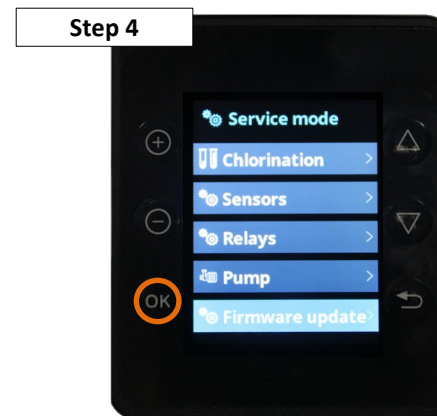 Step 4
Service mode
Chlorination >
Sensors >
Relays >
Pump >
Firmware update>
OK